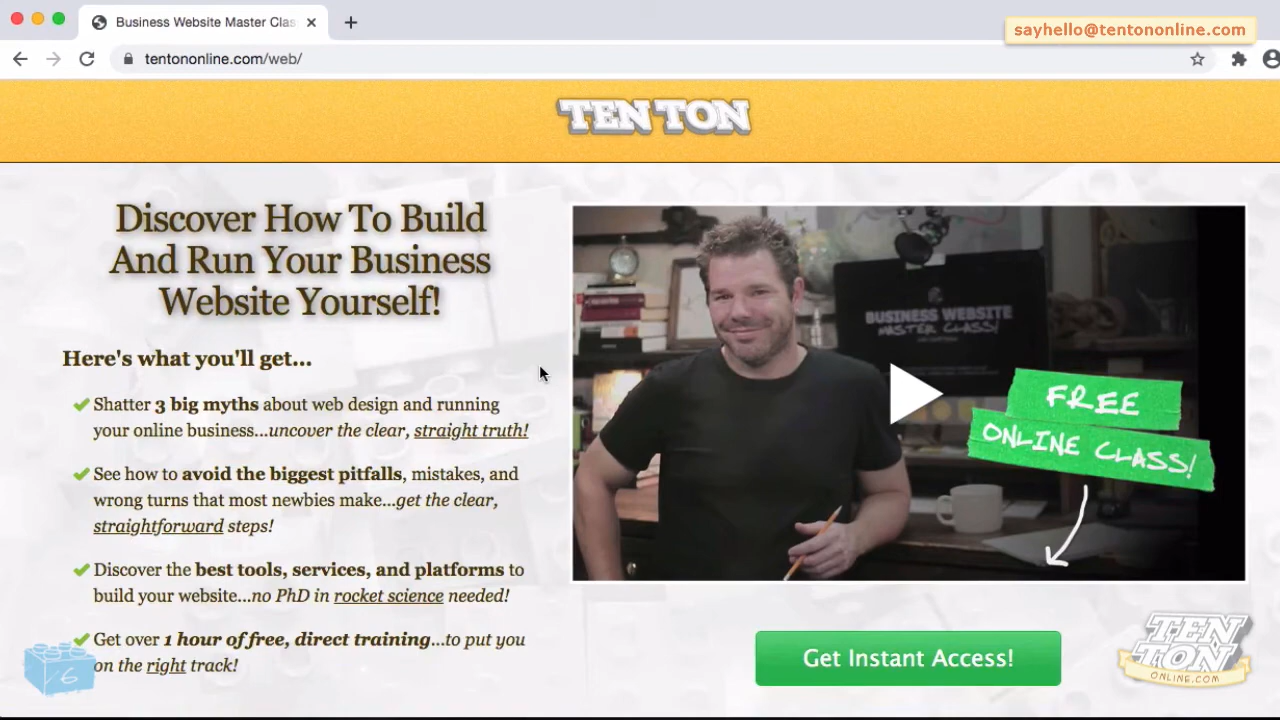 Business Website Master Clas
sayhello@tentononline.com
tentononline.com/web/
TEN TON
Discover How To Build
And Run Your Business
Website Yourself!
Here's what you'll get...
Shatter 3 big myths about web design and running
your online business...uncover the clear, straight truth!
See how to avoid the biggest pitfalls, mistakes, and
wrong turns that most newbies make...get the clear,
straightforward steps!
Discover the best tools, services, and platforms to
build your website...no PhD in rocket science needed!
Get over 1 hour of free, direct training...to put you
on the right track!
BUSINESS WEBSITE
MASTER CLASS!
FREE
ONLINE CLASS!
Get Instant Access!
TEN
TON
ONLINE.COM